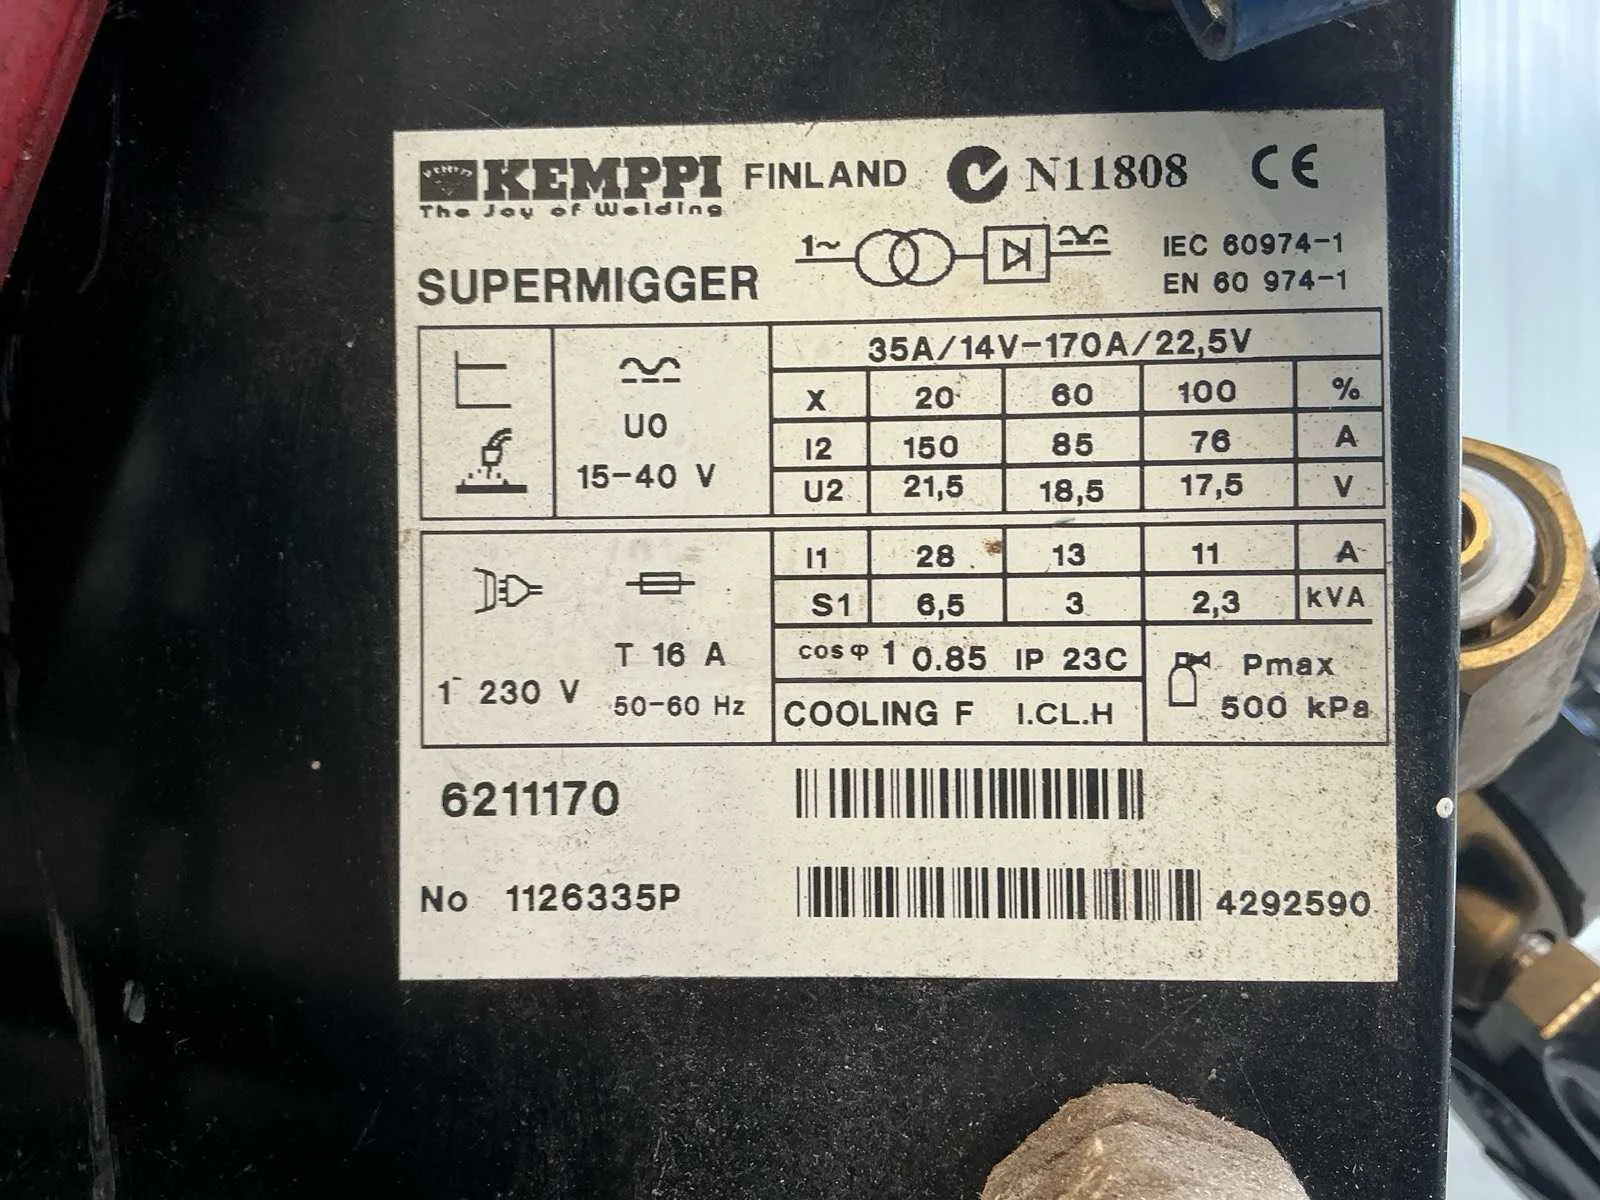 KEMPPI FINLAND N11808 CE
The Joy of Welding
1~
IEC 60974-1
SUPERMIGGER
EN 60 974-1
35A/14V-170A/22,5V
U0
15-40 V
X 20 60 100 %
I2 150 85 76 A
U2 21,5 18,5 17,5 V
I1 28 13 11 A
S1 6,5 3 2,3 kVA
T 16 A
1~ 230 V 50-60 Hz
cos φ 1 0.85 IP 23C
COOLING F I.CL.H
Pmax
500 kPa
6211170
No 1126335P 4292590